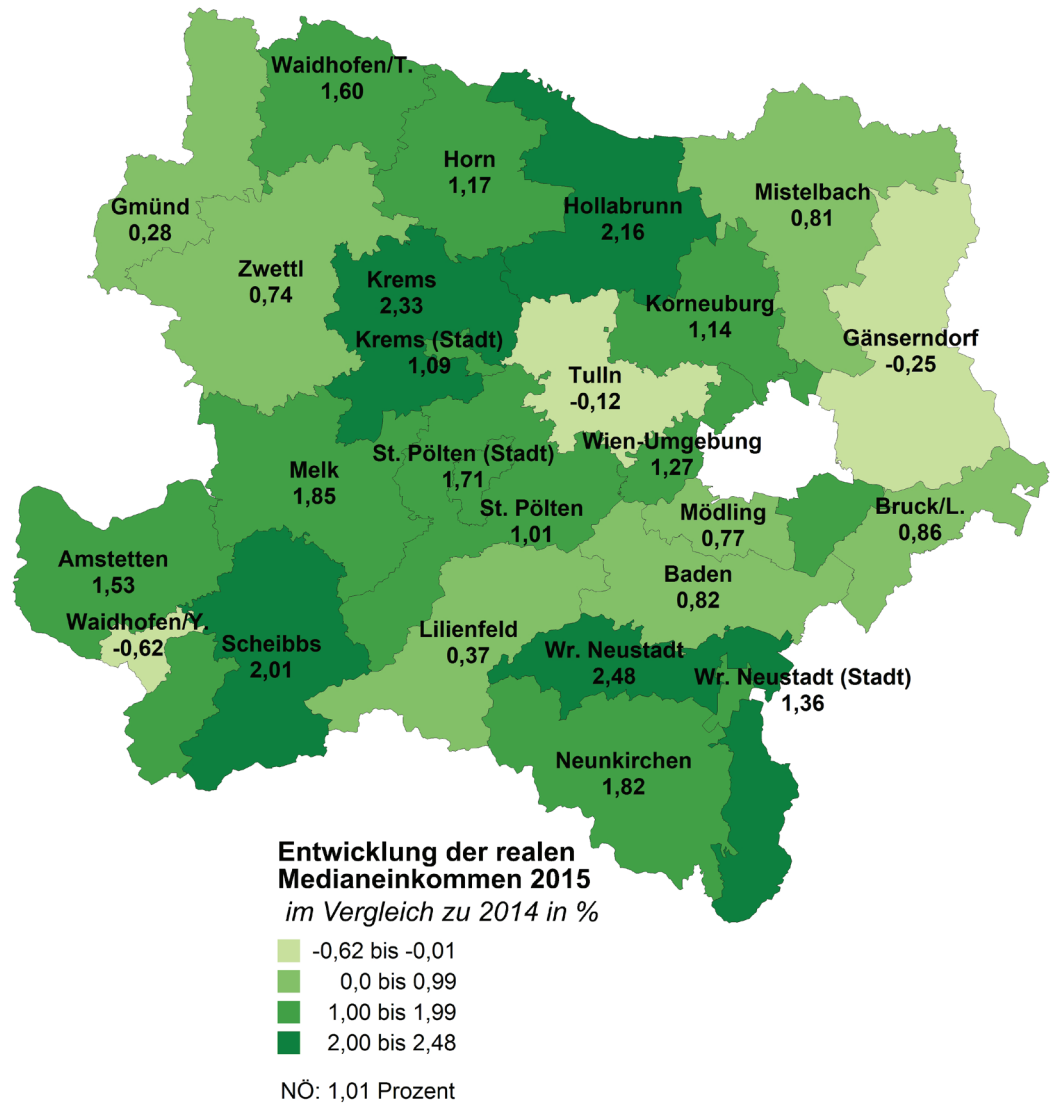 Waidhofen/T.
1,60
Horn
1,17
Hollabrunn
2,16
Mistelbach
0,81
Gmünd
0,28
Zwettl
0,74
Krems
2,33
Krems (Stadt)
1,09
Korneuburg
1,14
Gänserndorf
-0,25
Tulln
-0,12
Wien-Umgebung
1,27
St. Pölten (Stadt)
1,71
Melk
1,85
St. Pölten
1,01
Mödling
0,77
Bruck/L.
0,86
Amstetten
1,53
Baden
0,82
Waidhofen/Y.
-0,62
Scheibbs
2,01
Lilienfeld
0,37
Wr. Neustadt
2,48
Wr. Neustadt (Stadt)
1,36
Neunkirchen
1,82
Entwicklung der realen
Medianeinkommen 2015
im Vergleich zu 2014 in %
-0,62 bis -0,01
0,0 bis 0,99
1,00 bis 1,99
2,00 bis 2,48
NÖ: 1,01 Prozent